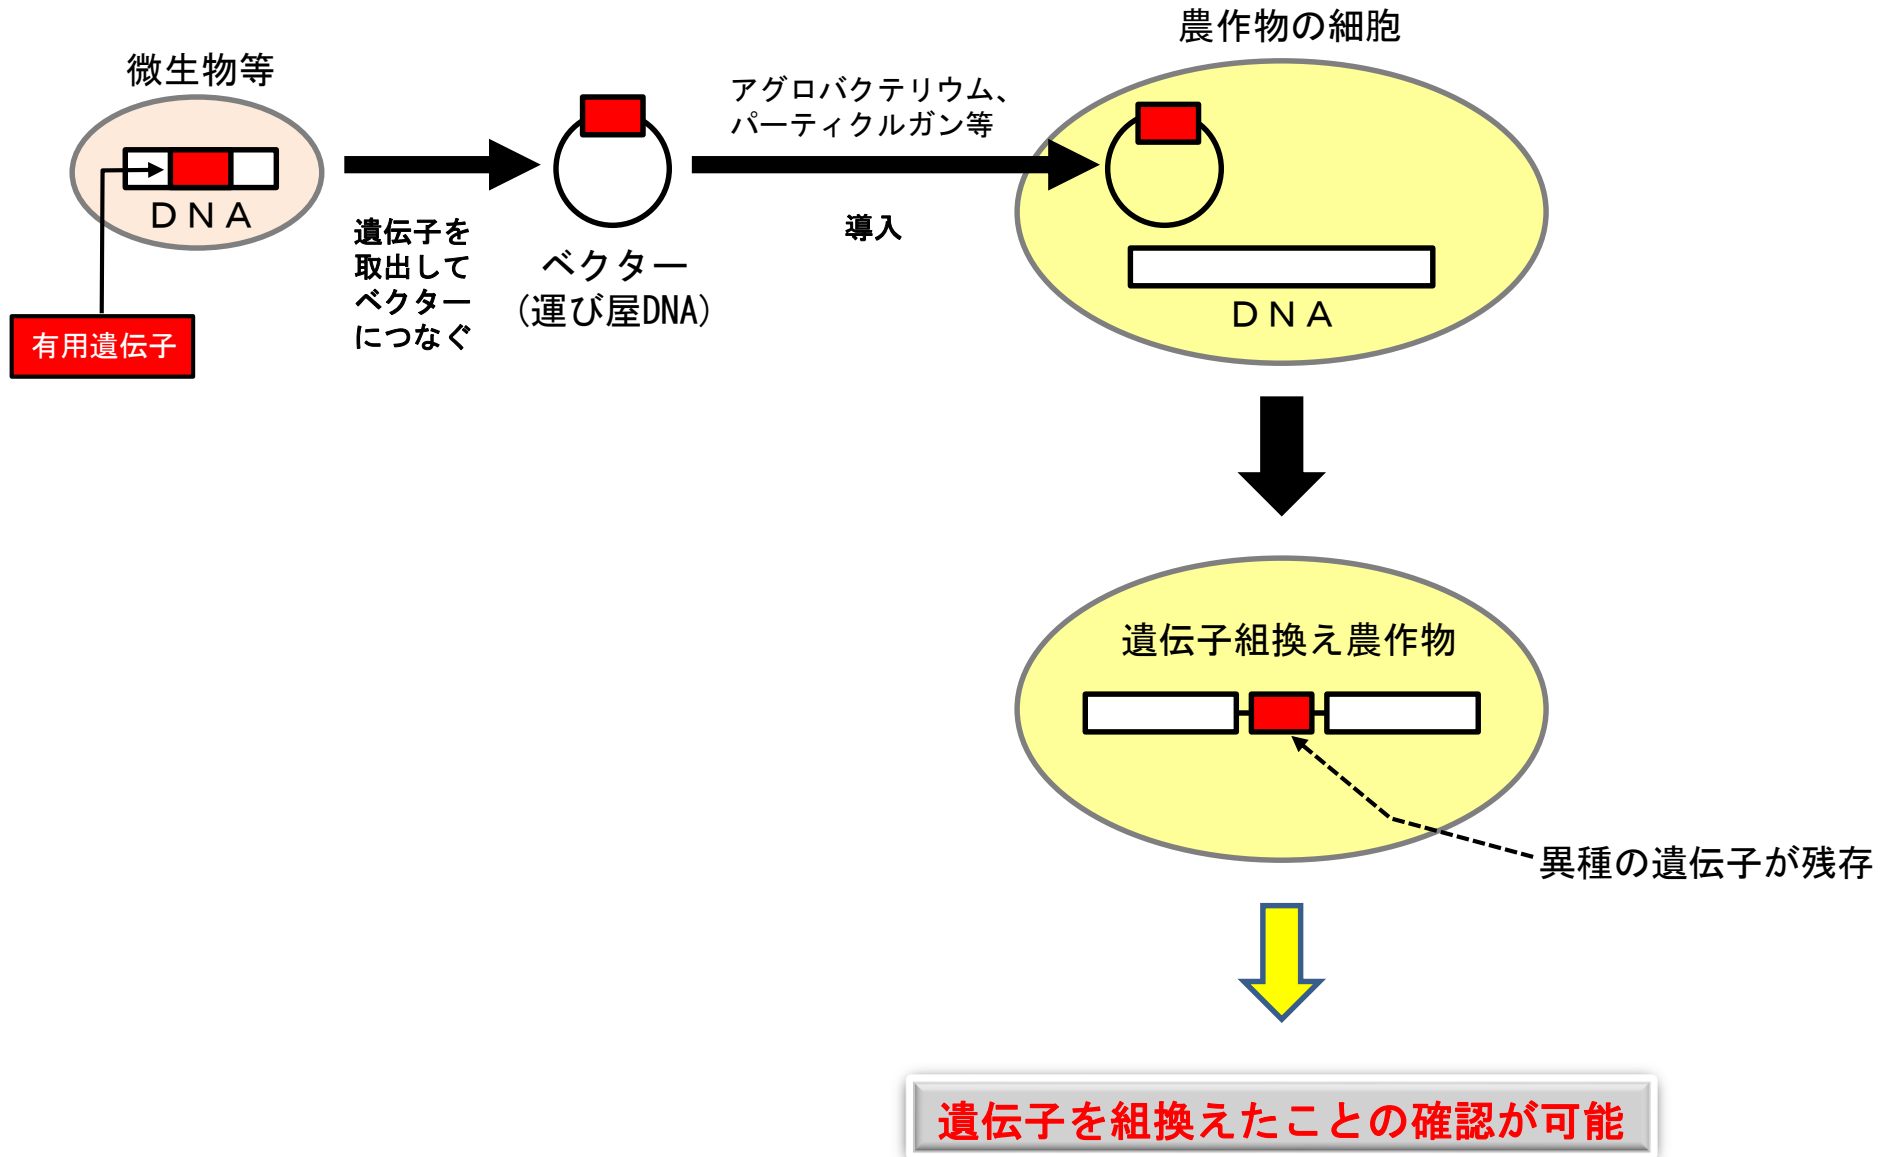 農作物の細胞
微生物等
アグロバクテリウム、
パーティクルガン等
DNA
遺伝子を
取出して
ベクター
につなぐ
導入
ベクター
(運び屋DNA)
DNA
有用遺伝子
遺伝子組換え農作物
異種の遺伝子が残存
遺伝子を組換えたことの確認が可能